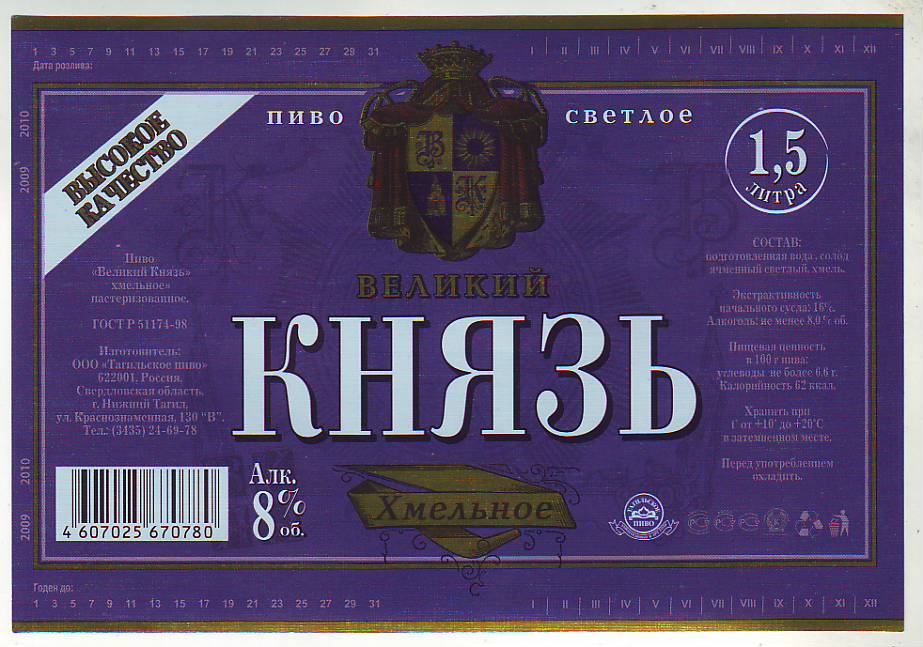 1 3 5 7 9 11 13 15 17 19 21 23 25 27 29 31
I II III IV V VI VII VIII IX X XI XII
Дата розлива:
2010
2009
ВЫСОКОЕ
КАЧЕСТВО
ПИВО СВЕТЛОЕ
В
К
1,5
литра
ВЕЛИКИЙ
КНЯЗЬ
Хмельное
Пиво
«Великий Князь»
хмельное»
пастеризованное.
ГОСТ Р 51174-98
Изготовитель:
ООО «Тагильское пиво»
622001, Россия,
Свердловская область,
г. Нижний Тагил,
ул. Краснознаменная, 130 “В”.
Тел.: (3435) 24-69-78
4 607025 670780
Алк.
8%
об.
СОСТАВ:
подготовленная вода, солод
ячменный светлый, хмель.
Экстрактивность
начального сусла: 16%.
Алкоголь: не менее 8,0% об.
Пищевая ценность
в 100 г пива:
углеводы не более 6,6 г.
Калорийность 62 ккал.
Хранить при
t° от +10° до +20°С
в затемненном месте.
Перед употреблением
охладить.
ТАГИЛЬСКОЕ
ПИВО
2010
2009
Годен до:
1 3 5 7 9 11 13 15 17 19 21 23 25 27 29 31
I II III IV V VI VII VIII IX X XI XII